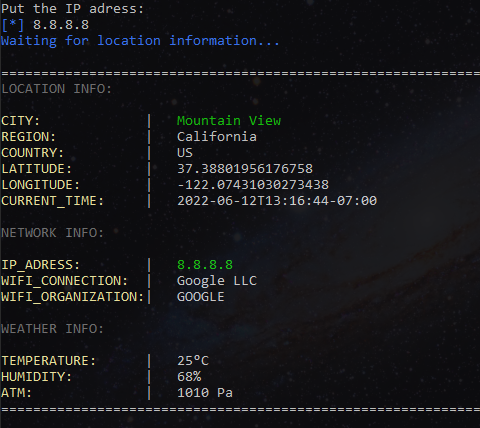 Put the IP adress:
[*] 8.8.8.8
Waiting for location information...
================================================================
LOCATION INFO:
CITY: | Mountain View
REGION: | California
COUNTRY: | US
LATITUDE: | 37.38801956176758
LONGITUDE: | -122.07431030273438
CURRENT_TIME: | 2022-06-12T13:16:44-07:00
NETWORK INFO:
IP_ADRESS: | 8.8.8.8
WIFI_CONNECTION: | Google LLC
WIFI_ORGANIZATION:| GOOGLE
WEATHER INFO:
TEMPERATURE: | 25°C
HUMIDITY: | 68%
ATM: | 1010 Pa
================================================================